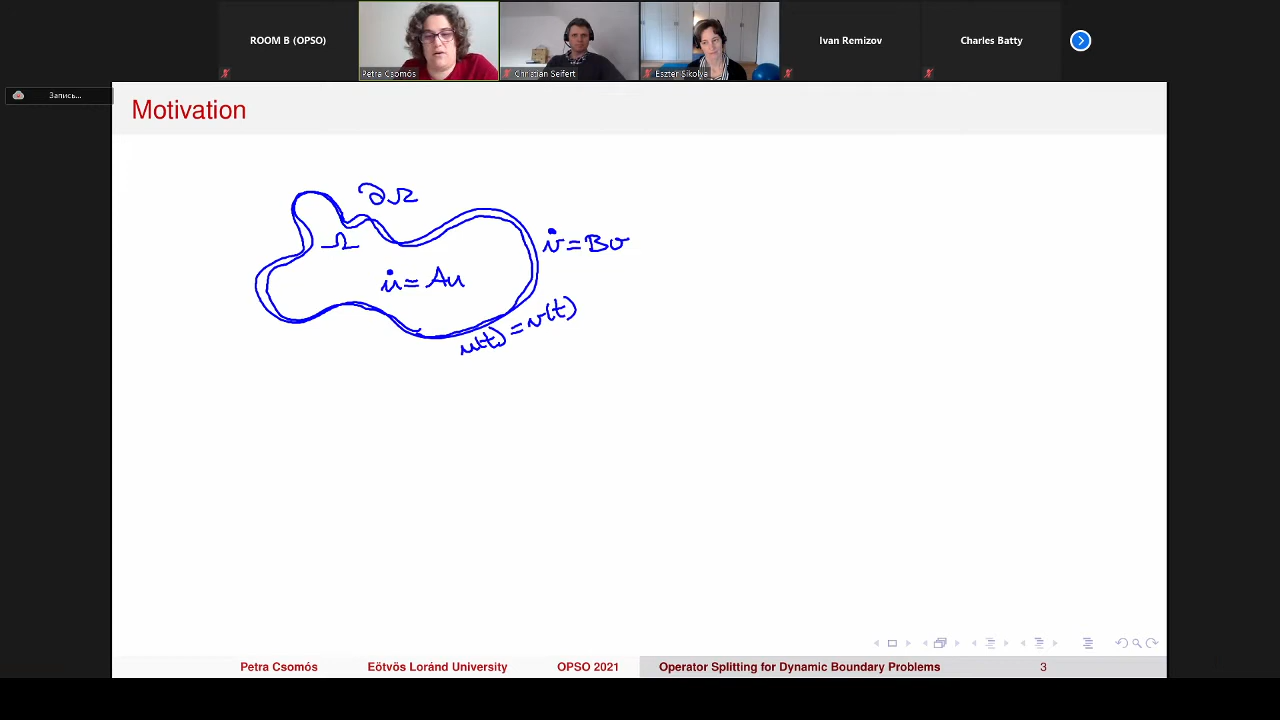 ROOM B (OPSO)
Petra Csomós
Christian Seifert
Eszter Sikolya
Ivan Remizov
Charles Batty
Запись...
Motivation
∂Ω
Ω
v̇ = Bv
u̇ = Au
u(t) = v(t)
Petra Csomós Eötvös Loránd University OPSO 2021 Operator Splitting for Dynamic Boundary Problems 3